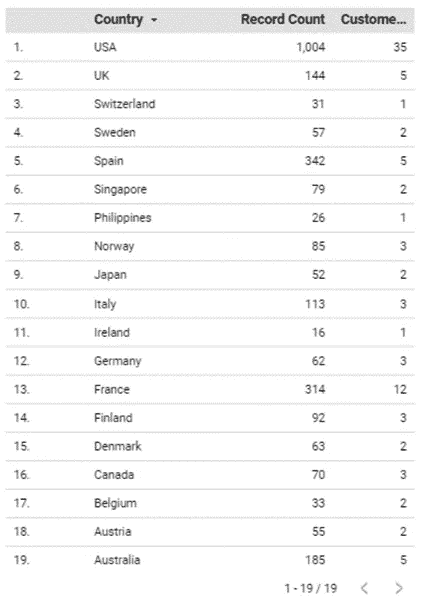 Country Record Count Custome...
1. USA 1,004 35
2. UK 144 5
3. Switzerland 31 1
4. Sweden 57 2
5. Spain 342 5
6. Singapore 79 2
7. Philippines 26 1
8. Norway 85 3
9. Japan 52 2
10. Italy 113 3
11. Ireland 16 1
12. Germany 62 3
13. France 314 12
14. Finland 92 3
15. Denmark 63 2
16. Canada 70 3
17. Belgium 33 2
18. Austria 55 2
19. Australia 185 5
1 - 19 / 19